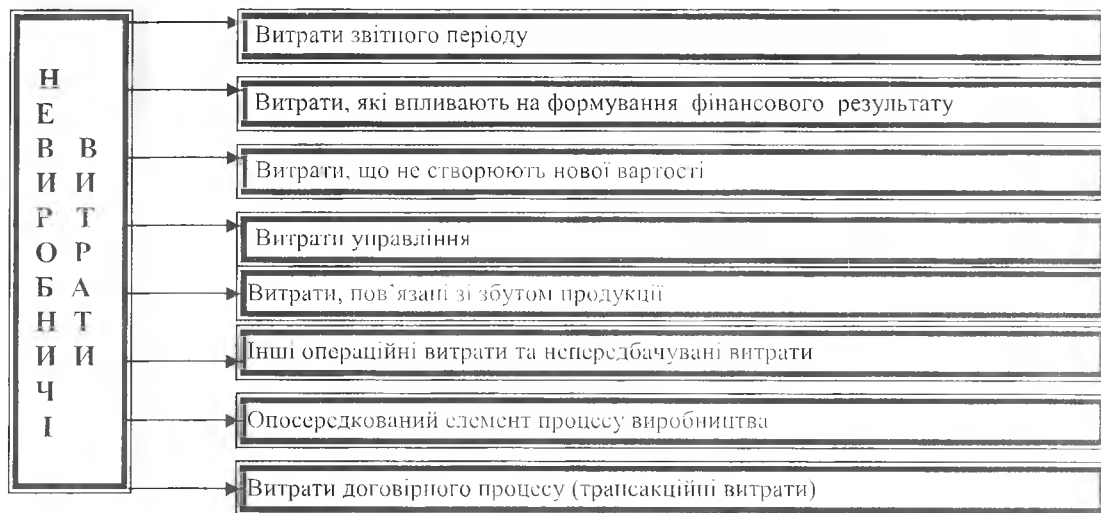 НЕВИРОБНИЧІ
ВИТРАТИ
Витрати звітного періоду
Витрати, які впливають на формування фінансового результату
Витрати, що не створюють нової вартості
Витрати управління
Витрати, пов’язані зі збутом продукції
Інші операційні витрати та непередбачувані витрати
Опосередкований елемент процесу виробництва
Витрати договірного процесу (трансакційні витрати)